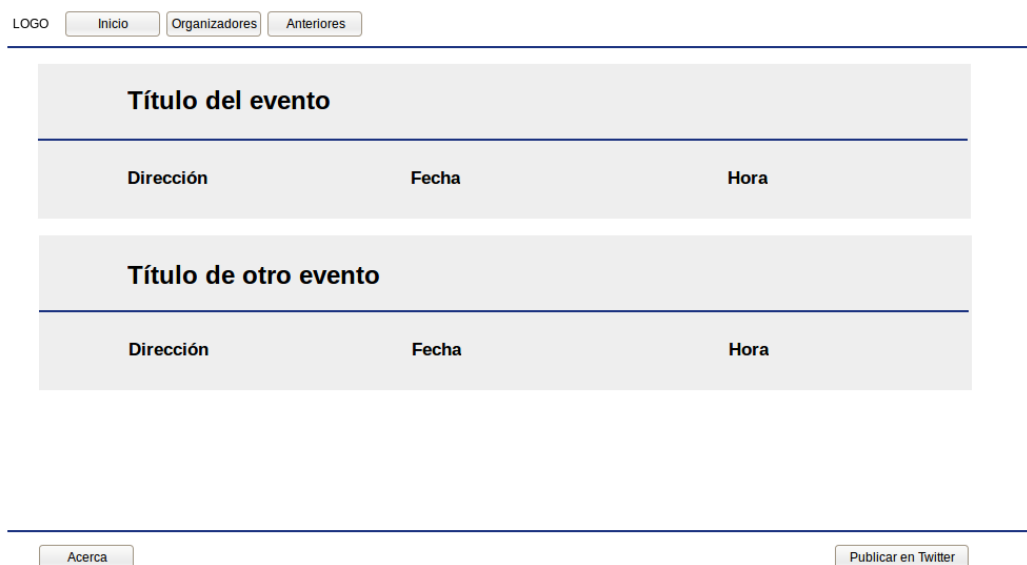 LOGO Inicio Organizadores Anteriores
Título del evento
Dirección Fecha Hora
Título de otro evento
Dirección Fecha Hora
Acerca Publicar en Twitter